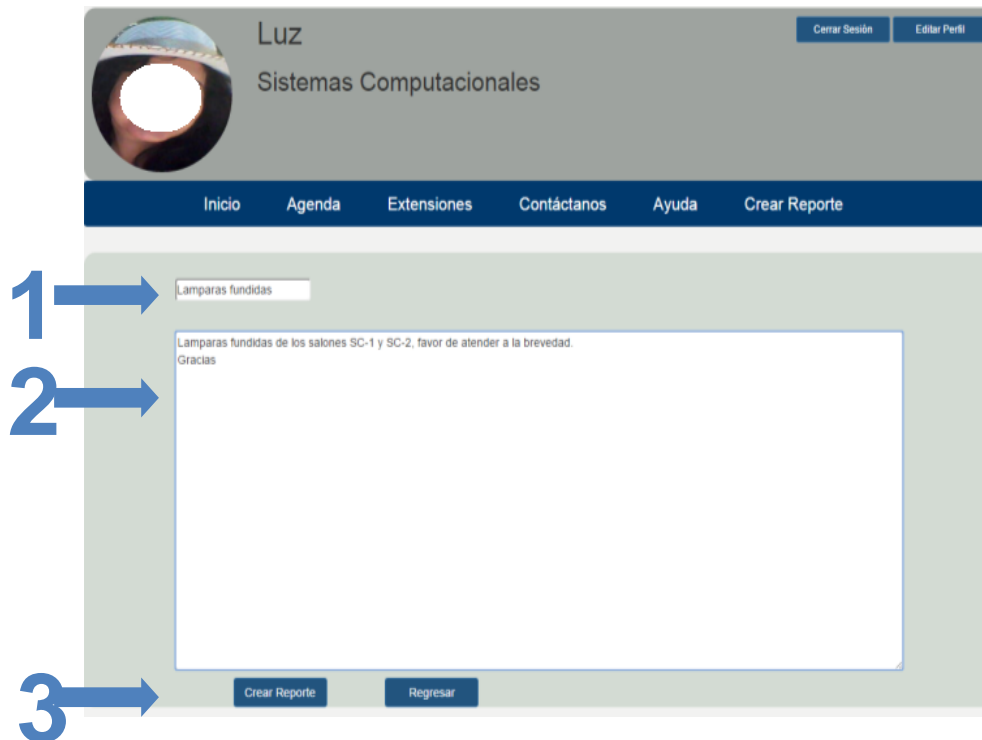 Luz
Cerrar Sesión
Editar Perfil
Sistemas Computacionales
Inicio Agenda Extensiones Contáctanos Ayuda Crear Reporte
1
Lamparas fundidas
2
Lamparas fundidas de los salones SC-1 y SC-2, favor de atender a la brevedad.
Gracias
3
Crear Reporte Regresar